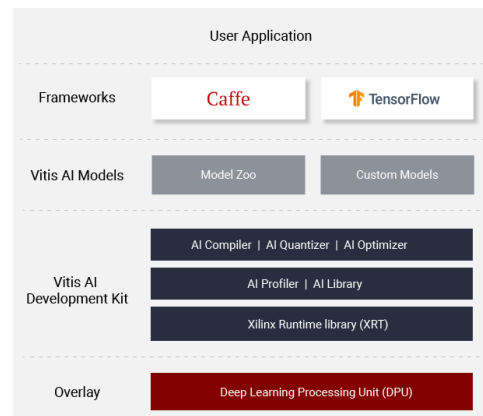 User Application
Frameworks
Caffe
TensorFlow
Vitis AI Models
Model Zoo
Custom Models
Vitis AI
Development Kit
AI Compiler | AI Quantizer | AI Optimizer
AI Profiler | AI Library
Xilinx Runtime library (XRT)
Overlay
Deep Learning Processing Unit (DPU)